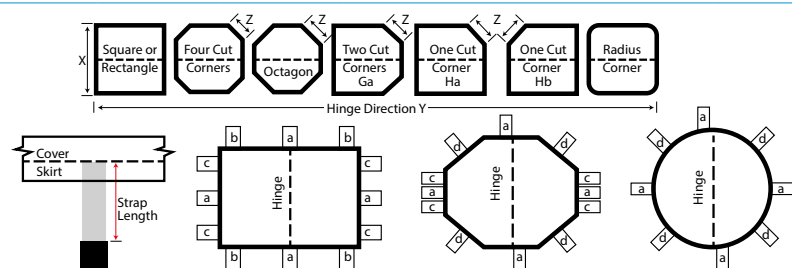 X
Square or
Rectangle
Four Cut
Corners
Z
Octagon
Two Cut
Corners
Ga
Z
One Cut
Corner
Ha
Z
One Cut
Corner
Hb
Radius
Corner
Hinge Direction Y
Cover
Skirt
Strap
Length
b a b
c c
a a
c c
b a b
Hinge
a
d d
c c
a a
c c
d d
a
Hinge
a
d d
a a
d d
a
Hinge